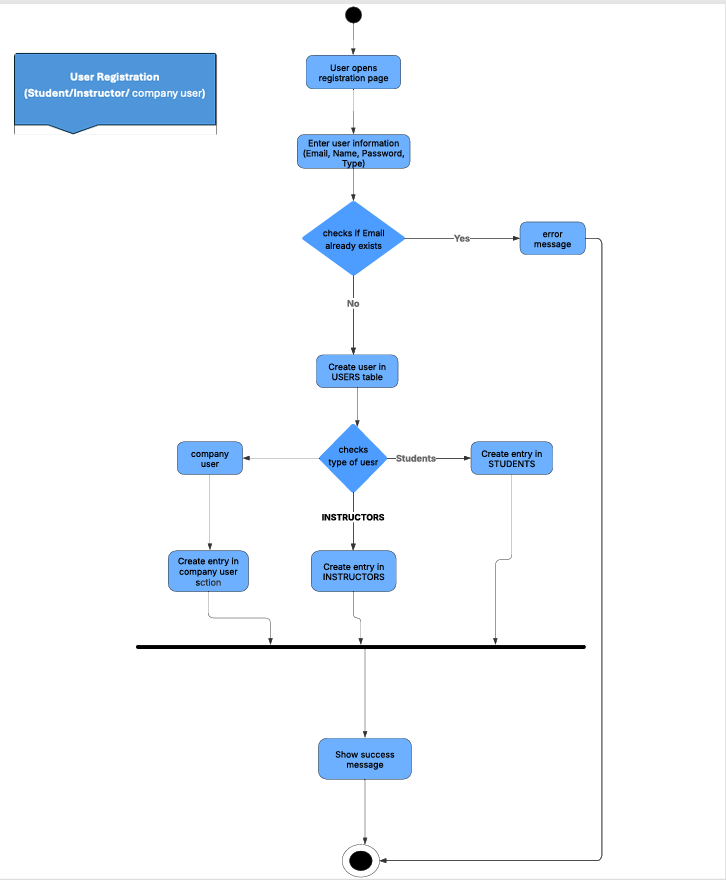 User Registration
(Student/Instructor/ company user)
User opens
registration page
Enter user information
(Email, Name, Password,
Type)
checks if Email
already exists
Yes
error
message
No
Create user in
USERS table
checks
type of uesr
company
user
Students
Create entry in
STUDENTS
INSTRUCTORS
Create entry in
company user
sction
Create entry in
INSTRUCTORS
Show success
message